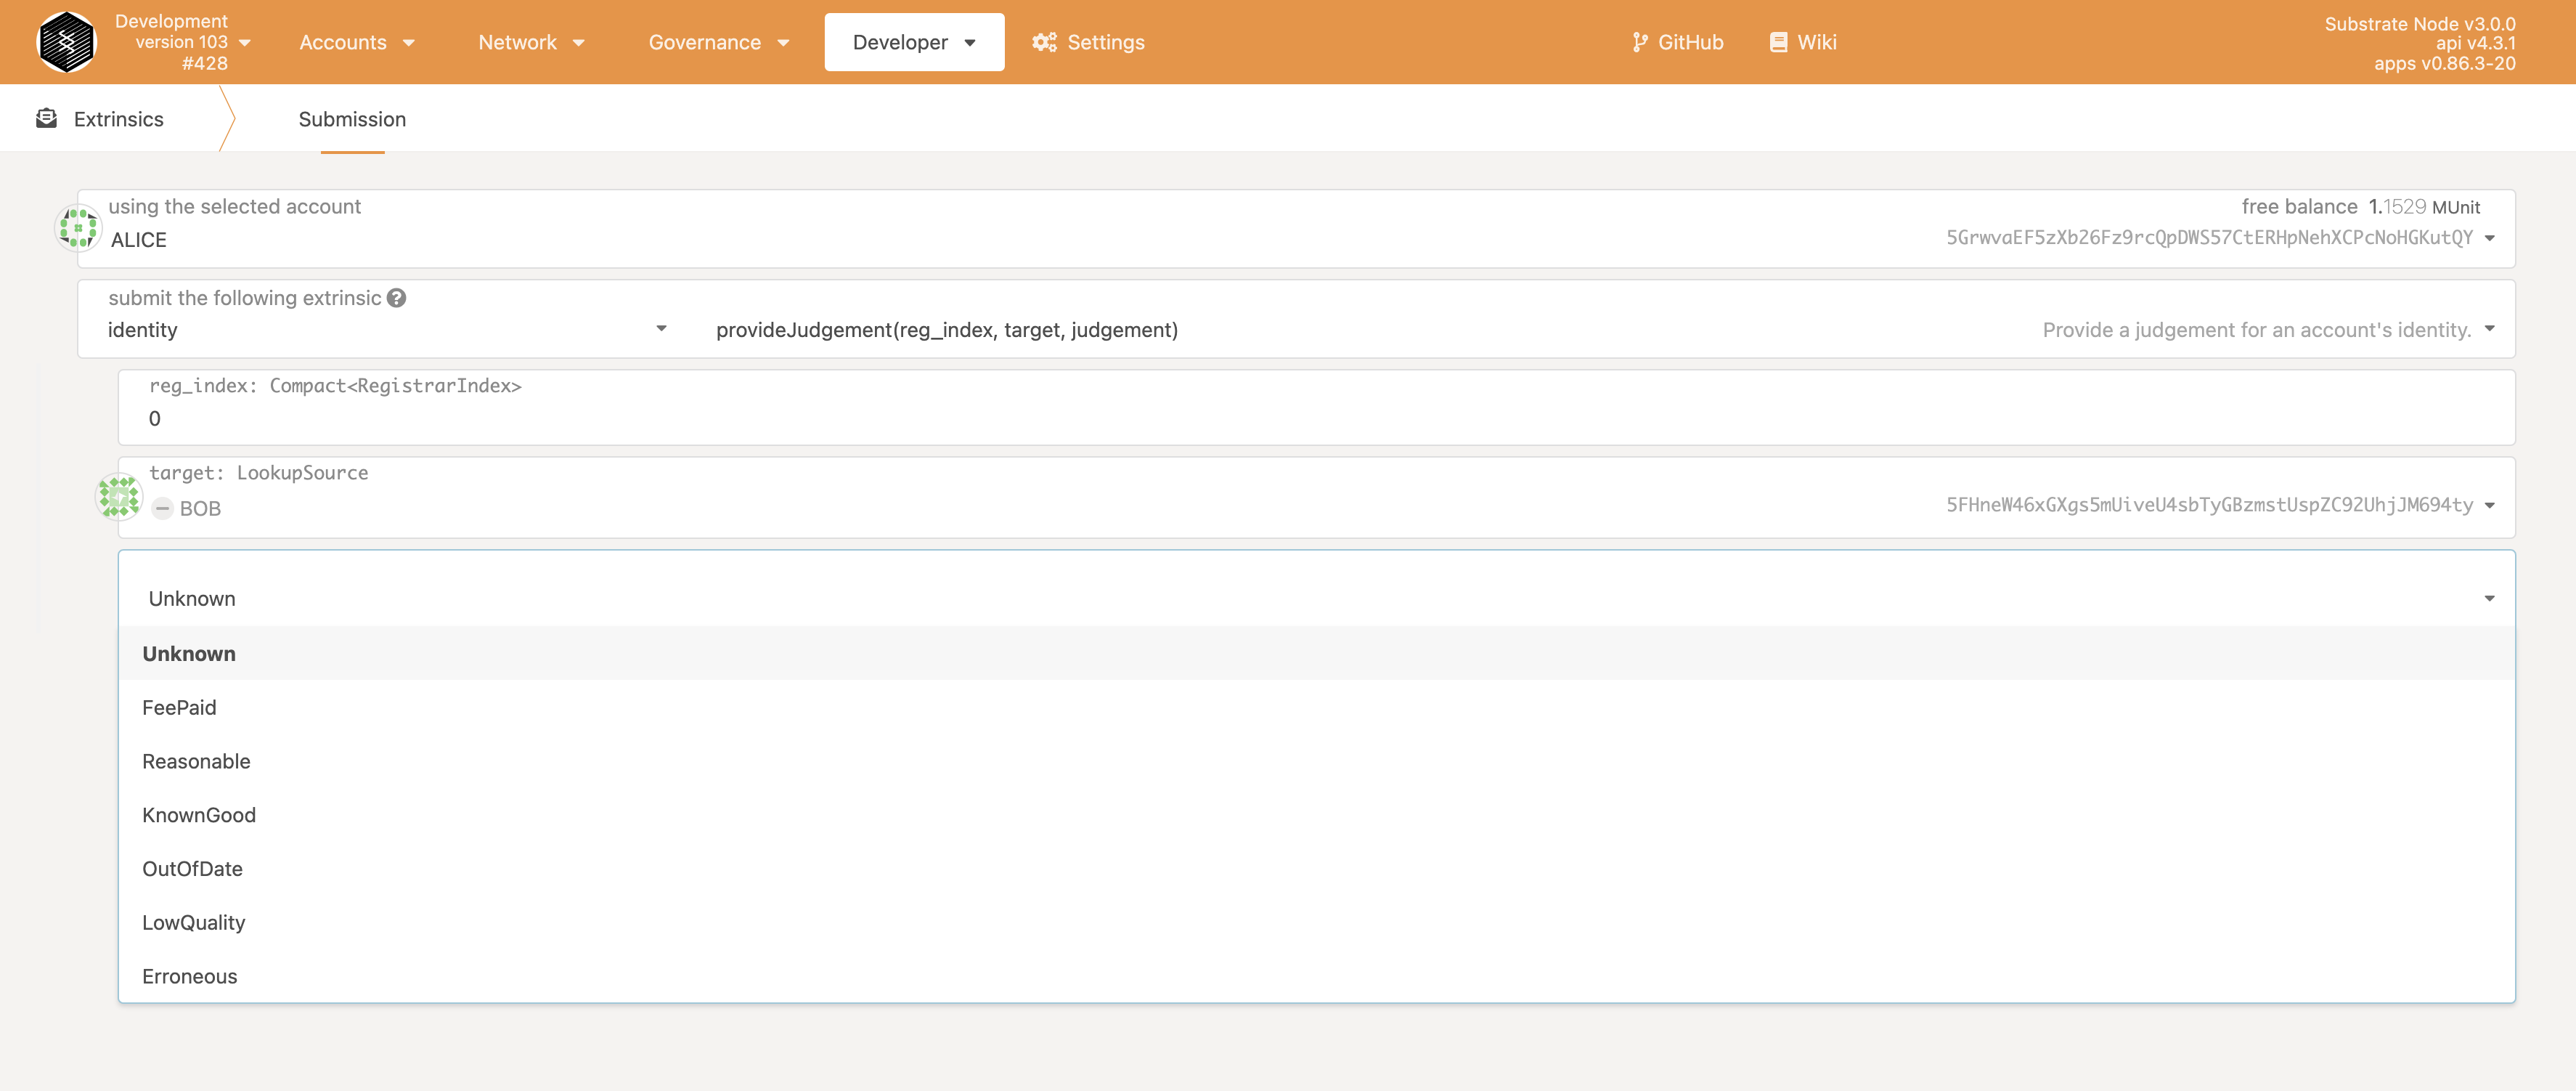 Development
version 103
#428
Accounts
Network
Governance
Developer
Settings
GitHub
Wiki
Substrate Node v3.0.0
api v4.3.1
apps v0.86.3-20
Extrinsics
Submission
using the selected account
free balance 1.1529 MUnit
ALICE
5GrwvaEF5zXb26Fz9rcQpDWS57CtERHpNehXCPcNoHGKutQY
submit the following extrinsic
identity
provideJudgement(reg_index, target, judgement)
Provide a judgement for an account's identity.
reg_index: Compact<RegistrarIndex>
0
target: LookupSource
BOB
5FHneW46xGXgs5mUiveU4sbTyGBzmstUspZC92UhjJM694ty
Unknown
Unknown
FeePaid
Reasonable
KnownGood
OutOfDate
LowQuality
Erroneous